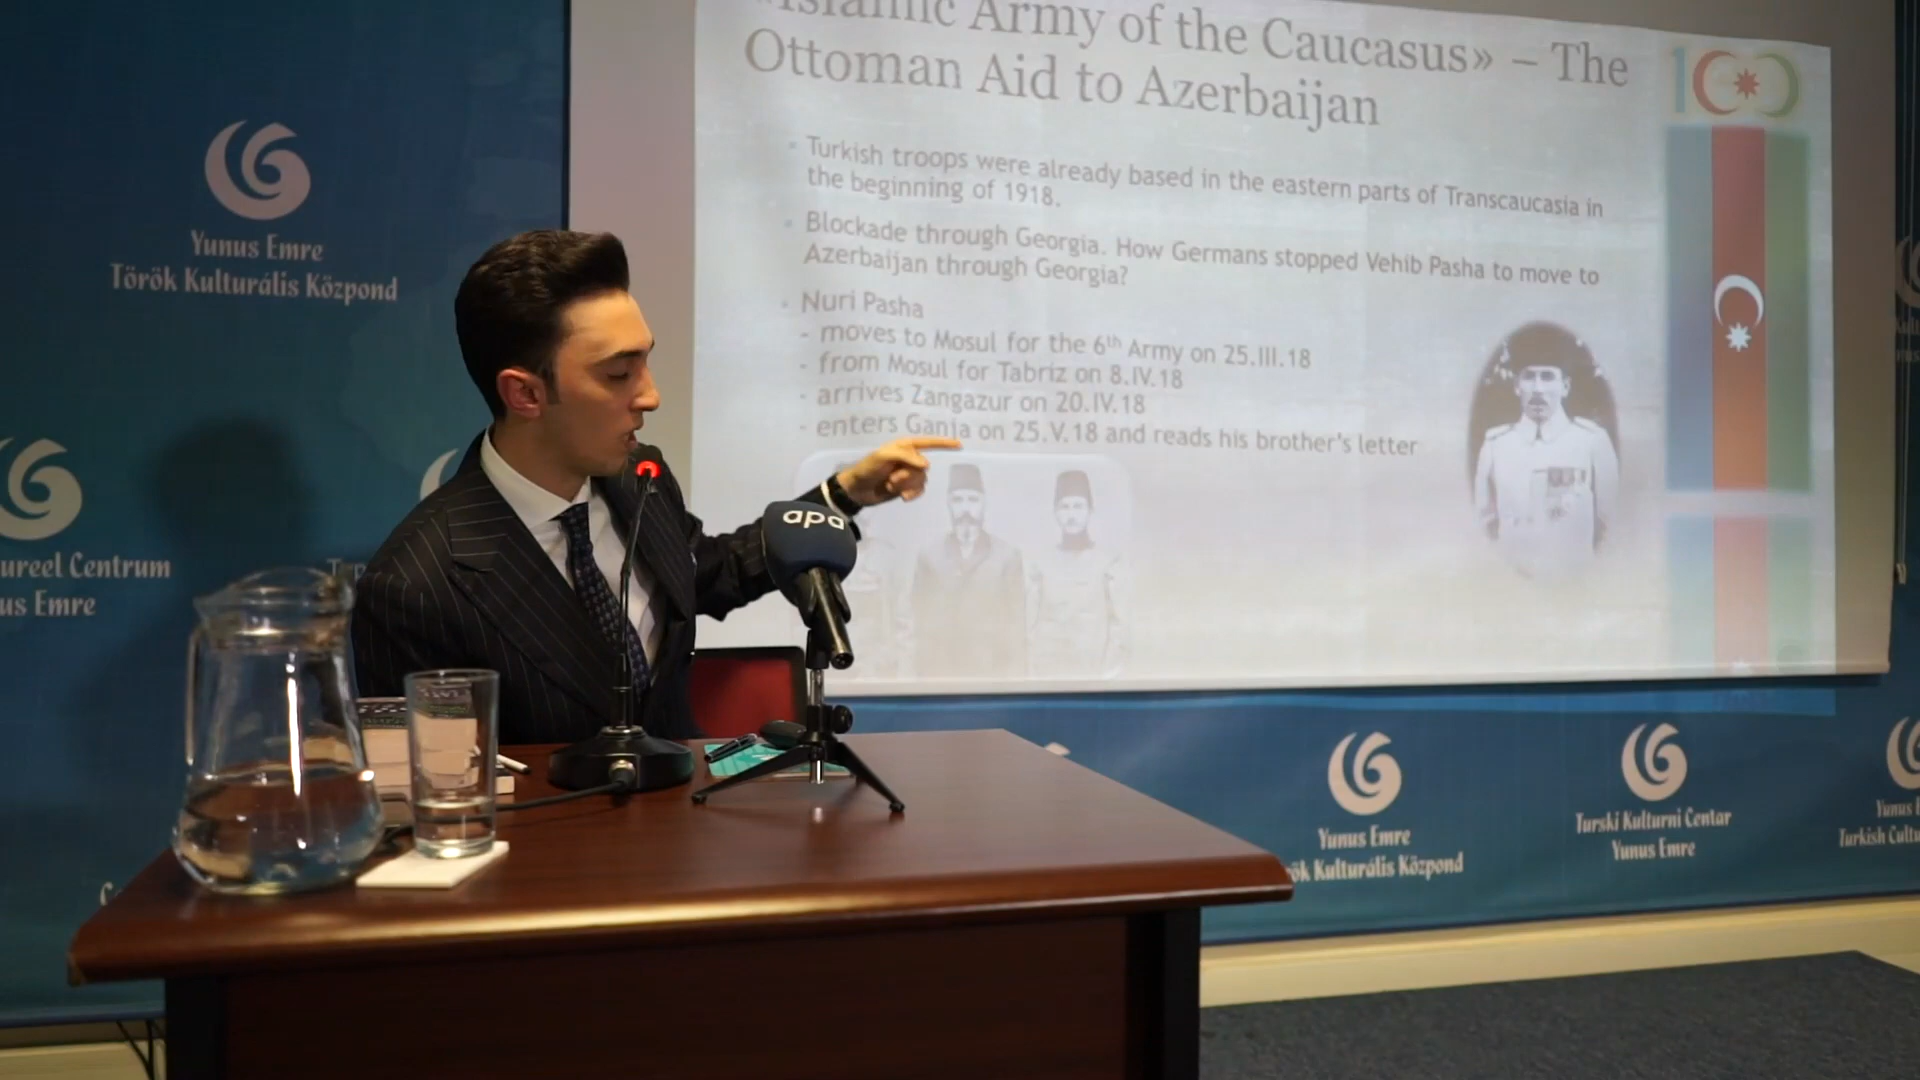 «Islamic Army of the Caucasus» – The
Ottoman Aid to Azerbaijan
100
Turkish troops were already based in the eastern parts of Transcaucasia in
the beginning of 1918.
Blockade through Georgia. How Germans stopped Vehib Pasha to move to
Azerbaijan through Georgia?
Nuri Pasha
- moves to Mosul for the 6th Army on 25.III.18
- from Mosul for Tabriz on 8.IV.18
- arrives Zangazur on 20.IV.18
- enters Ganja on 25.V.18 and reads his brother's letter
Yunus Emre
Török Kulturális Közpond
ureel Centrum
us Emre
apa
Yunus Emre
ök Kulturális Közpond
Turski Kulturni Centar
Yunus Emre
Yunus E
Turkish Cultu